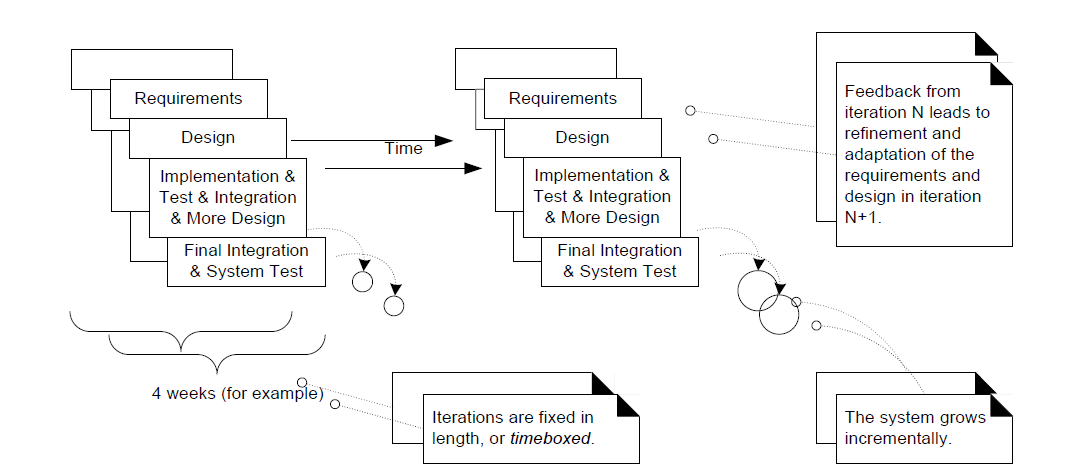 Requirements
Design
Implementation &
Test & Integration
& More Design
Final Integration
& System Test
Time
Requirements
Design
Implementation &
Test & Integration
& More Design
Final Integration
& System Test
Feedback from
iteration N leads to
refinement and
adaptation of the
requirements and
design in iteration
N+1.
4 weeks (for example)
Iterations are fixed in
length, or timeboxed.
The system grows
incrementally.